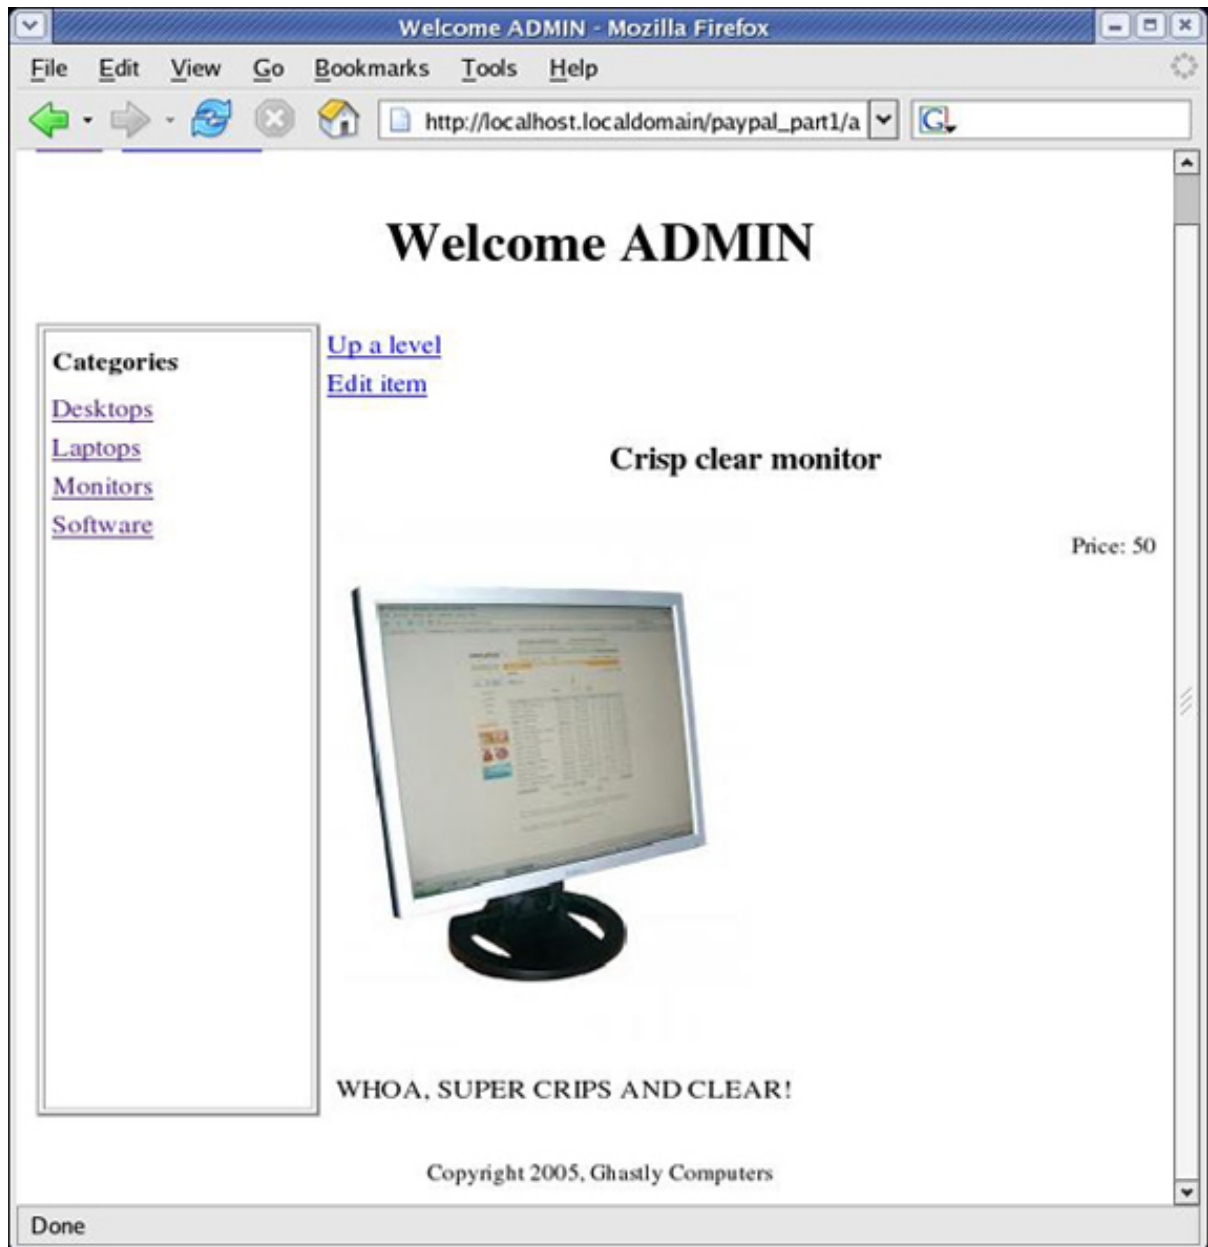 Welcome ADMIN - Mozilla Firefox
File Edit View Go Bookmarks Tools Help
http://localhost.localdomain/paypal_part1/a
G
Welcome ADMIN
Categories
Desktops
Laptops
Monitors
Software
Up a level
Edit item
Crisp clear monitor
Price: 50
WHOA, SUPER CRIPS AND CLEAR!
Copyright 2005, Ghastly Computers
Done